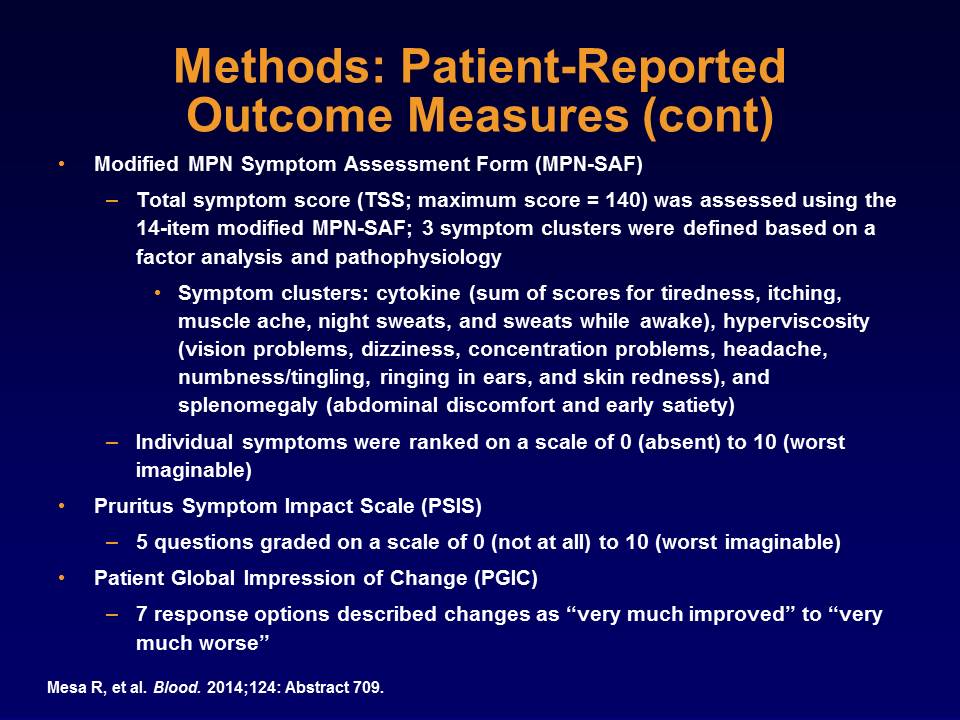 Methods: Patient-Reported
Outcome Measures (cont)
• Modified MPN Symptom Assessment Form (MPN-SAF)
– Total symptom score (TSS; maximum score = 140) was assessed using the
14-item modified MPN-SAF; 3 symptom clusters were defined based on a
factor analysis and pathophysiology
• Symptom clusters: cytokine (sum of scores for tiredness, itching,
muscle ache, night sweats, and sweats while awake), hyperviscosity
(vision problems, dizziness, concentration problems, headache,
numbness/tingling, ringing in ears, and skin redness), and
splenomegaly (abdominal discomfort and early satiety)
– Individual symptoms were ranked on a scale of 0 (absent) to 10 (worst
imaginable)
• Pruritus Symptom Impact Scale (PSIS)
– 5 questions graded on a scale of 0 (not at all) to 10 (worst imaginable)
• Patient Global Impression of Change (PGIC)
– 7 response options described changes as “very much improved” to “very
much worse”
Mesa R, et al. Blood. 2014;124: Abstract 709.